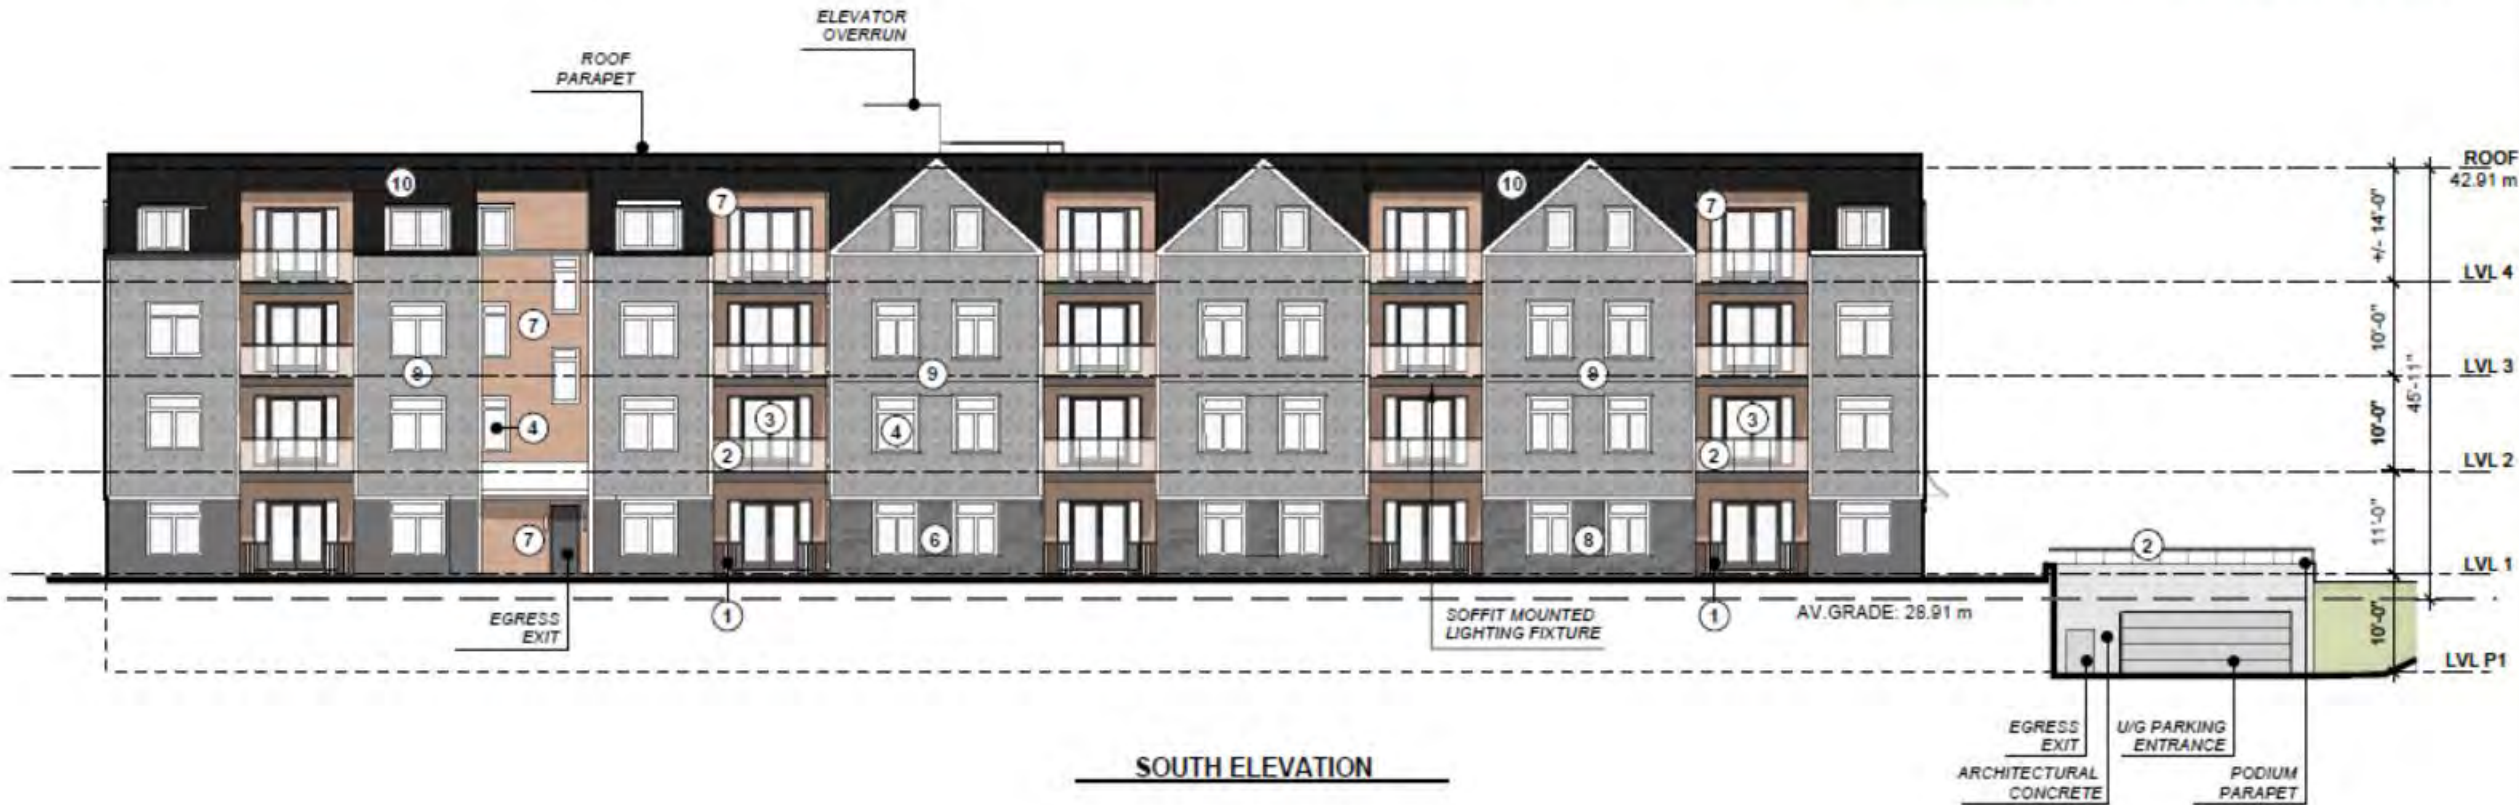 ELEVATOR
OVERRUN
ROOF
PARAPET
ROOF
42.91 m
10
10
7
7
+/- 14'-0"
LVL 4
7
10'-0"
9
9
9
LVL 3
45'-11"
3
3
4
4
10'-0"
2
2
LVL 2
7
6
8
11'-0"
2
LVL 1
1
1
EGRESS
EXIT
SOFFIT MOUNTED
LIGHTING FIXTURE
AV.GRADE: 28.91 m
10'-0"
LVL P1
EGRESS
EXIT
U/G PARKING
ENTRANCE
ARCHITECTURAL
CONCRETE
PODIUM
PARAPET
SOUTH ELEVATION